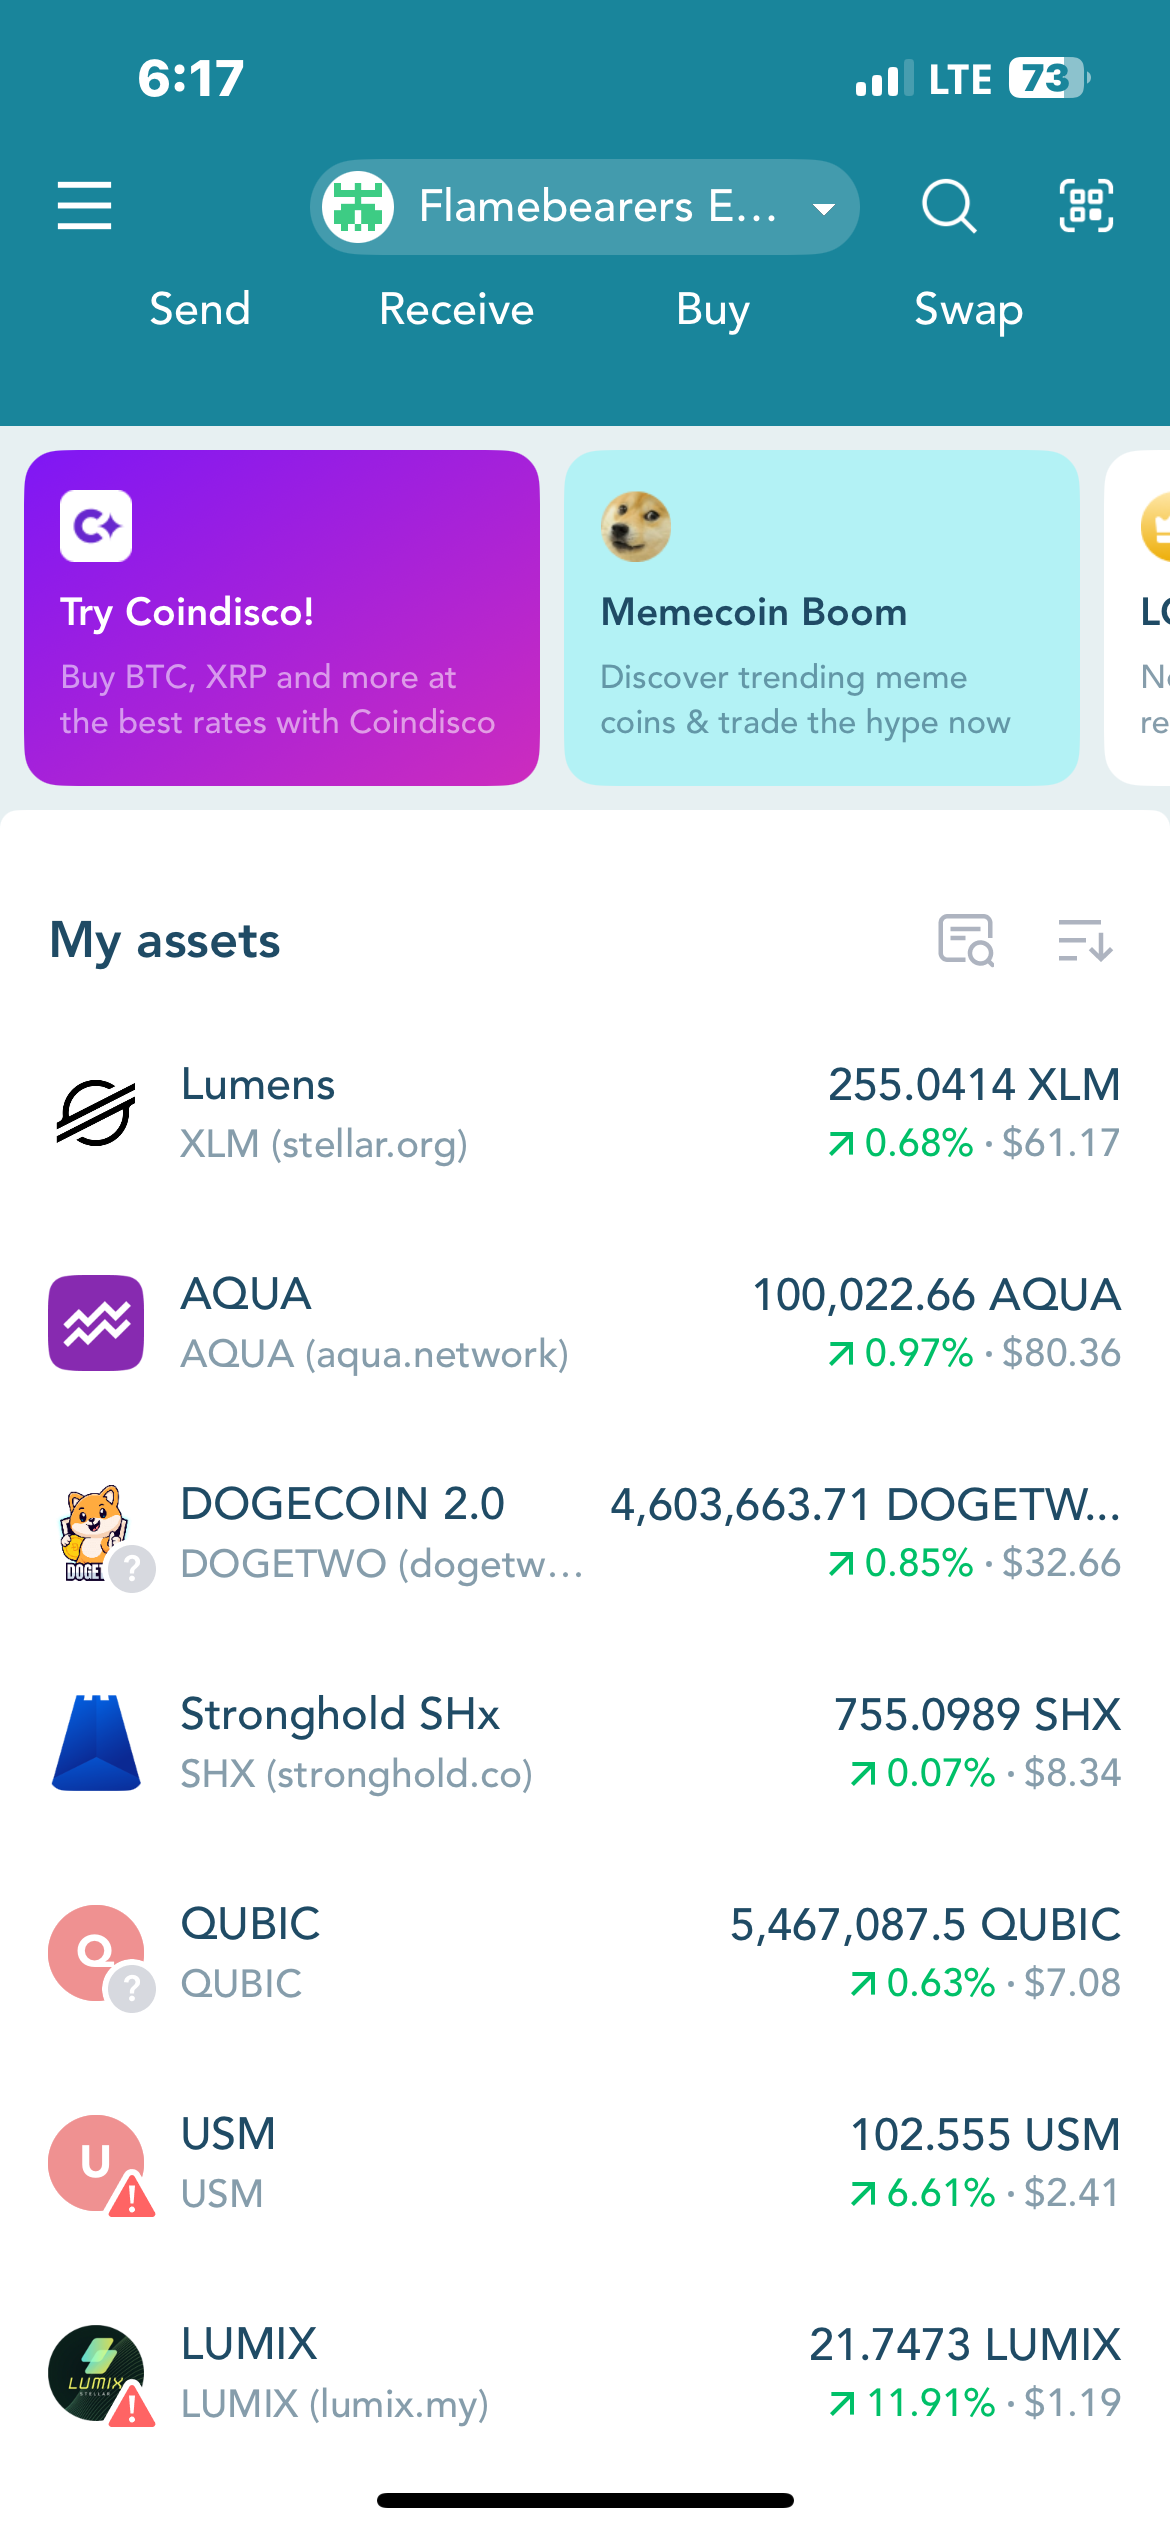 6:17
LTE 73
Flamebearers E...
Send Receive Buy Swap
Try Coindisco!
Buy BTC, XRP and more at
the best rates with Coindisco
Memecoin Boom
Discover trending meme
coins & trade the hype now
My assets
Lumens 255.0414 XLM
XLM (stellar.org) 0.68% · $61.17
AQUA 100,022.66 AQUA
AQUA (aqua.network) 0.97% · $80.36
DOGECOIN 2.0 4,603,663.71 DOGETW...
DOGETWO (dogetw... 0.85% · $32.66
Stronghold SHx 755.0989 SHX
SHX (stronghold.co) 0.07% · $8.34
Q
?
QUBIC 5,467,087.5 QUBIC
QUBIC 0.63% · $7.08
U
USM 102.555 USM
USM 6.61% · $2.41
LUMIX
STELLAR
LUMIX 21.7473 LUMIX
LUMIX (lumix.my) 11.91% · $1.19